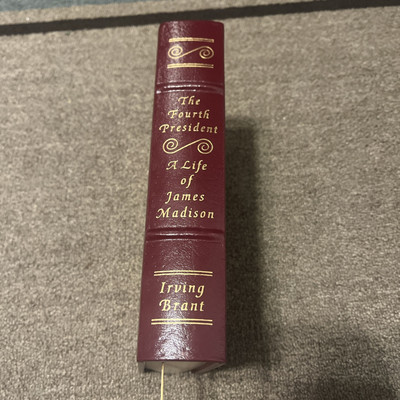 The
Fourth
President
A Life
of
James
Madison
Irving
Brant